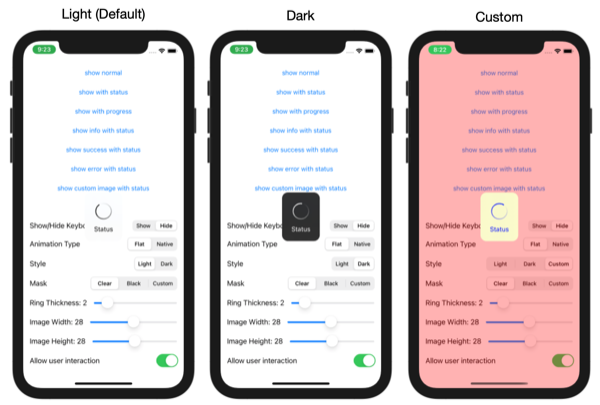 Light (Default)
Dark
Custom
9:23
show normal
show with status
show with progress
show info with status
show success with status
show error with status
show custom image with status
Status
Show/Hide Keybo
Show Hide
Animation Type
Flat Native
Style
Light Dark
Mask
Clear Black Custom
Ring Thickness: 2
Image Width: 28
Image Height: 28
Allow user interaction
9:23
show normal
show with status
show with progress
show info with status
show success with status
show error with status
show custom image with status
Status
Show/Hide Keybo
Show Hide
Animation Type
Flat Native
Style
Light Dark
Mask
Clear Black Custom
Ring Thickness: 2
Image Width: 28
Image Height: 28
Allow user interaction
8:22
show normal
show with status
show with progress
show info with status
show success with status
show error with status
show custom image with status
Status
Show/Hide Keybo
Show Hide
Animation Type
Flat Native
Style
Light Dark Custom
Mask
Clear Black Custom
Ring Thickness: 2
Image Width: 28
Image Height: 28
Allow user interaction